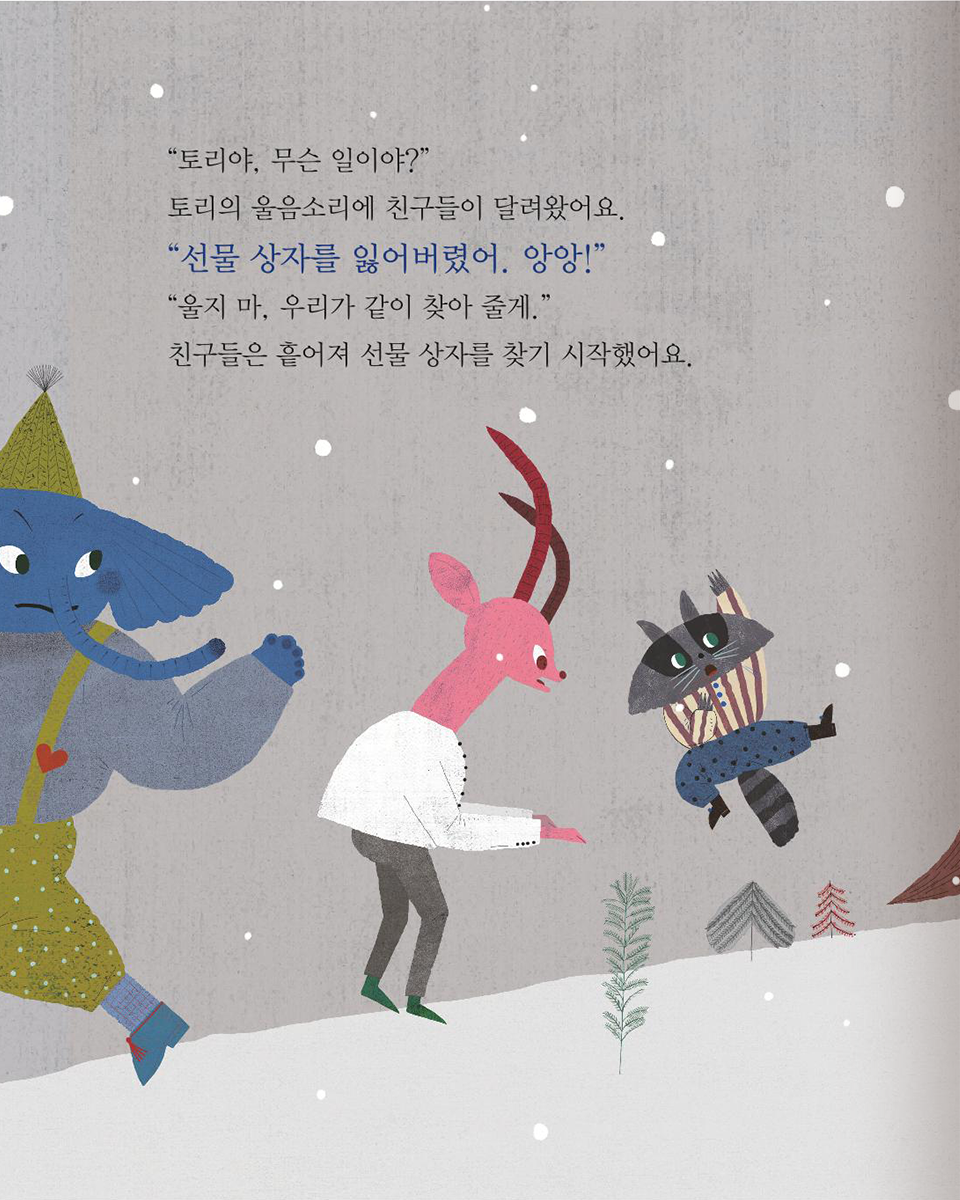 “토리야, 무슨 일이야?”
토리의 울음소리에 친구들이 달려왔어요.
“선물 상자를 잃어버렸어. 앙앙!”
“울지 마, 우리가 같이 찾아 줄게.”
친구들은 흩어져 선물 상자를 찾기 시작했어요.